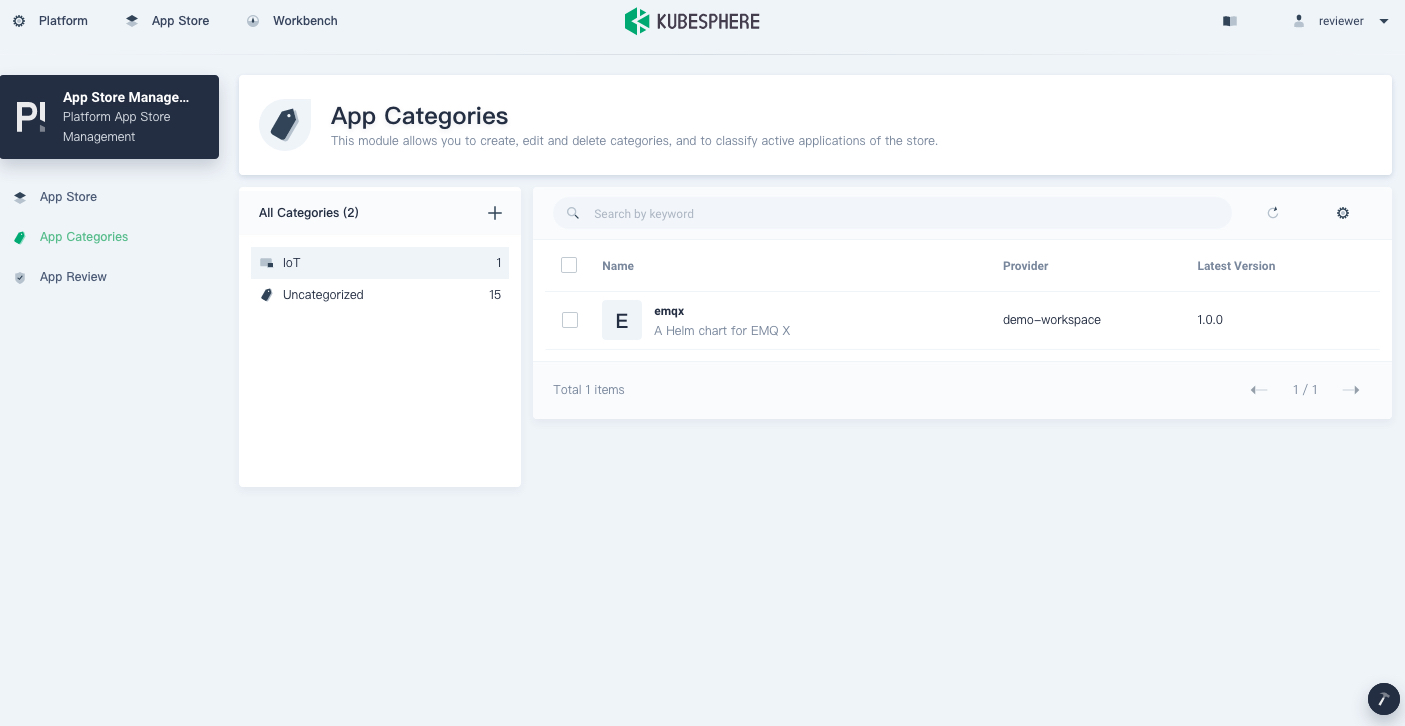 Platform
App Store
Workbench
KUBESPHERE
reviewer
App Store Manage...
Platform App Store
Management
App Store
App Categories
App Review
App Categories
This module allows you to create, edit and delete categories, and to classify active applications of the store.
All Categories (2)
IoT 1
Uncategorized 15
Search by keyword
Name Provider Latest Version
E
emqx
A Helm chart for EMQ X
demo-workspace
1.0.0
Total 1 items
1 / 1